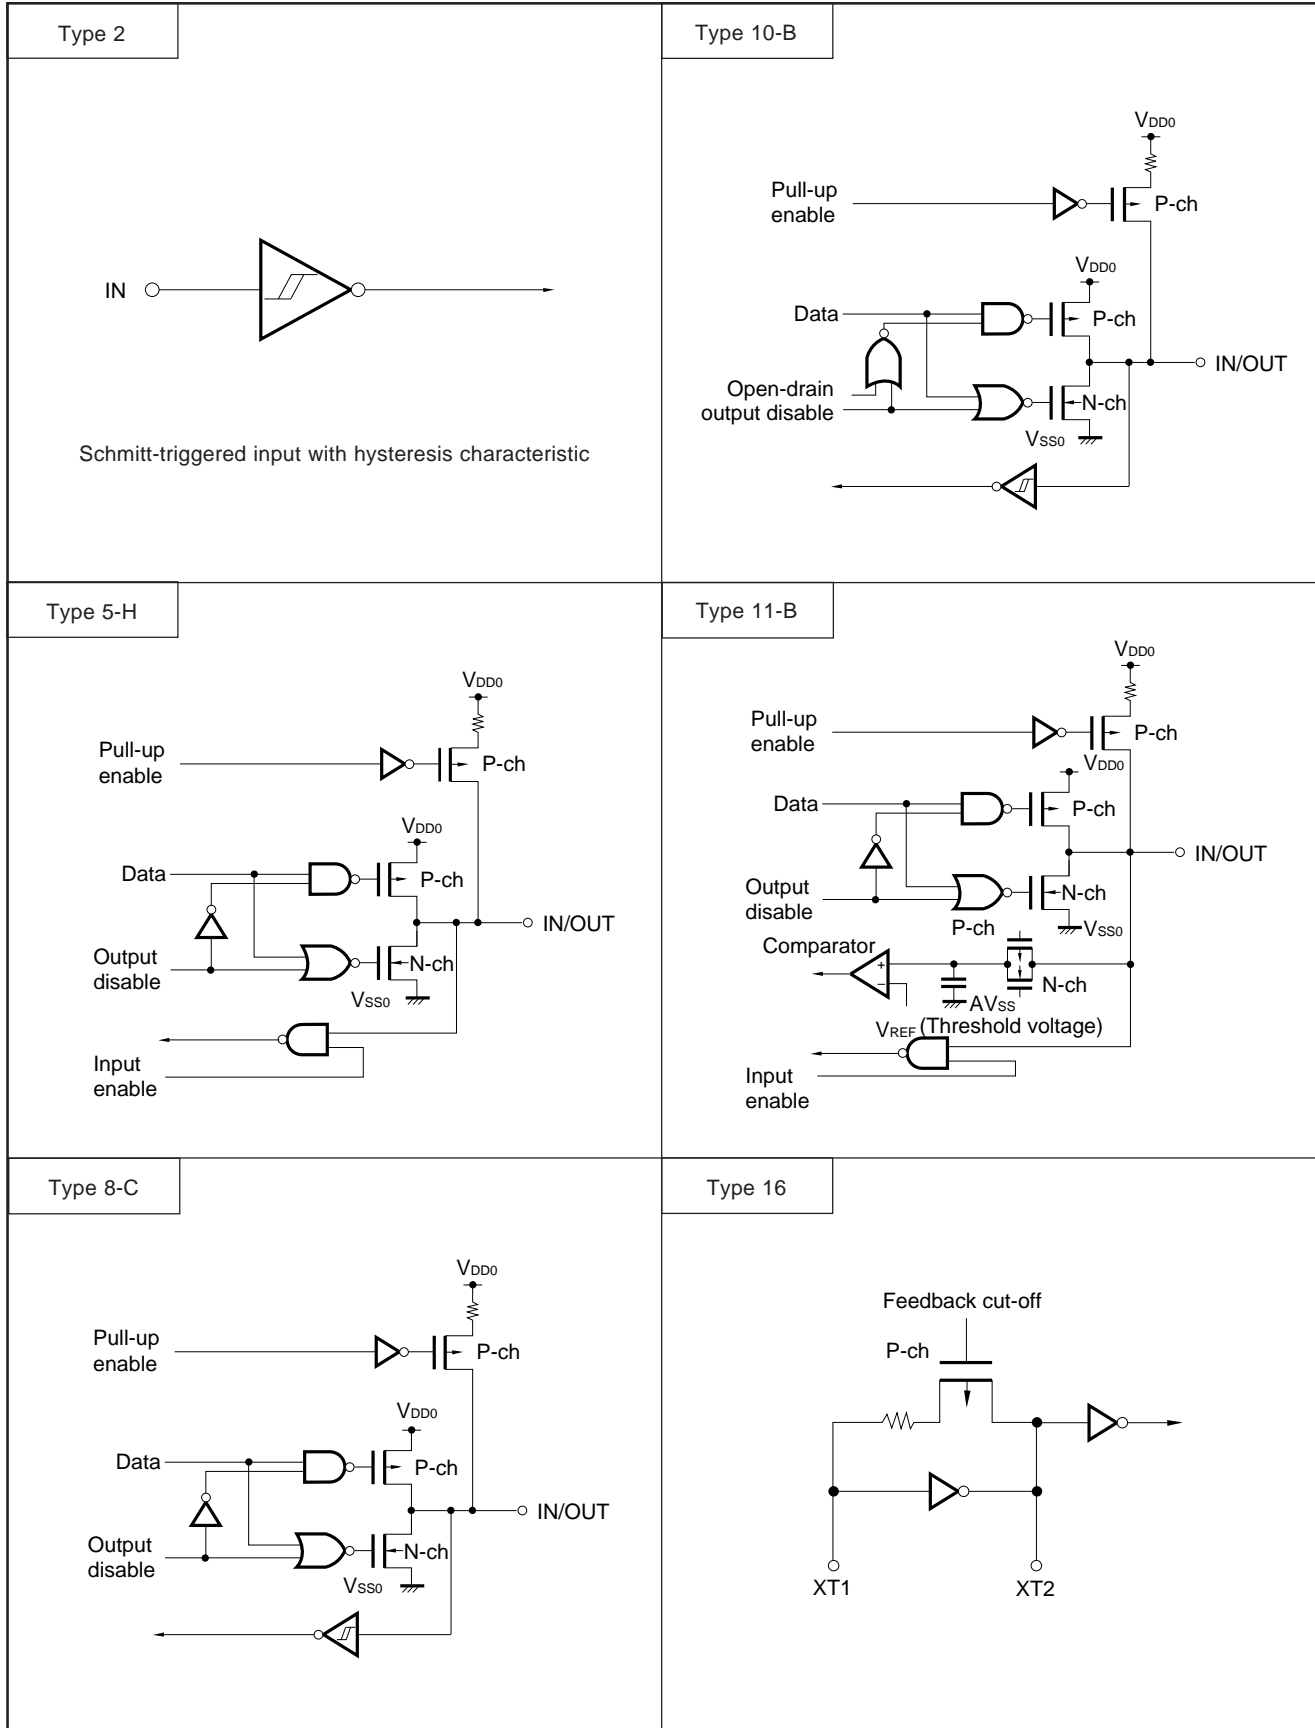 Type 2
IN
Schmitt-triggered input with hysteresis characteristic
Type 10-B
VDD0
Pull-up
enable
P-ch
VDD0
Data
P-ch
IN/OUT
Open-drain
output disable
N-ch
VSS0
Type 5-H
VDD0
Pull-up
enable
P-ch
VDD0
Data
P-ch
IN/OUT
Output
disable
N-ch
VSS0
Input
enable
Type 11-B
VDD0
Pull-up
enable
P-ch
VDD0
Data
P-ch
IN/OUT
Output
disable
N-ch
P-ch
VSS0
Comparator
+
−
N-ch
AVSS
VREF (Threshold voltage)
Input
enable
Type 8-C
VDD0
Pull-up
enable
P-ch
VDD0
Data
P-ch
IN/OUT
Output
disable
N-ch
VSS0
Type 16
Feedback cut-off
P-ch
XT1
XT2